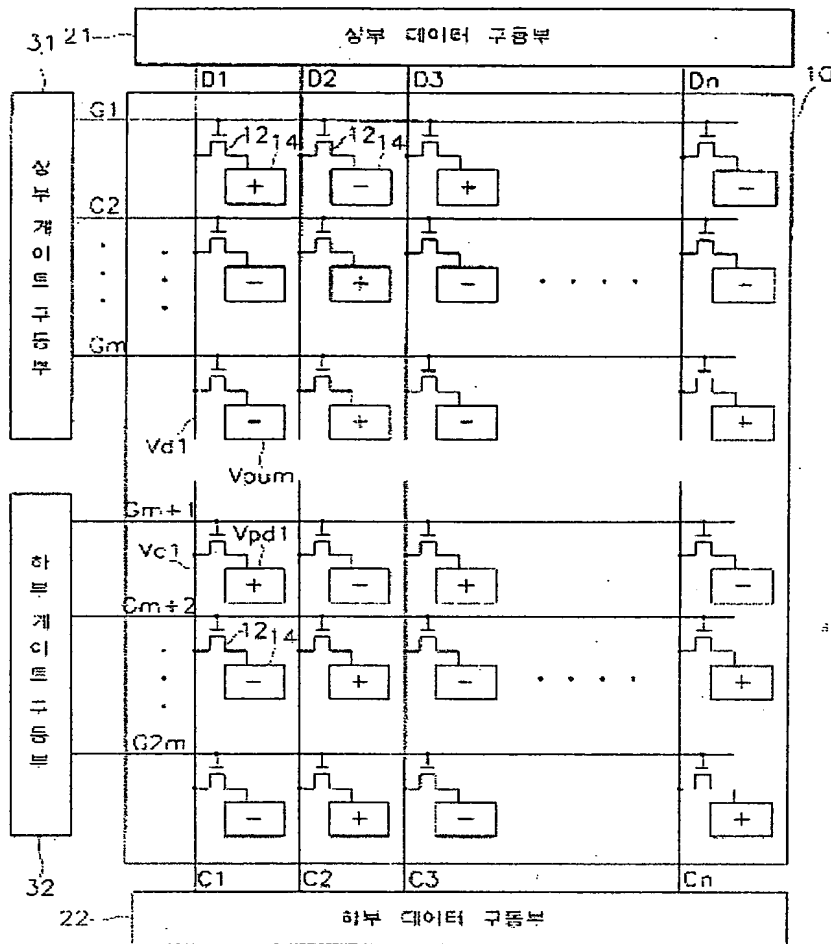 21
상부 데이터 구동부
31
D1 D2 D3 Dn
10
G1
12 14 12 14
+ − + −
상부 게이트 구동부
G2
− + − −
Gm
− + − +
Vd1
Vpum
Gm+1
Vc1 Vpd1
+ − + −
Gm+2
12 14
− + − +
하부 게이트 구동부
G2m
− + − +
32
C1 C2 C3 Cn
22
하부 데이터 구동부